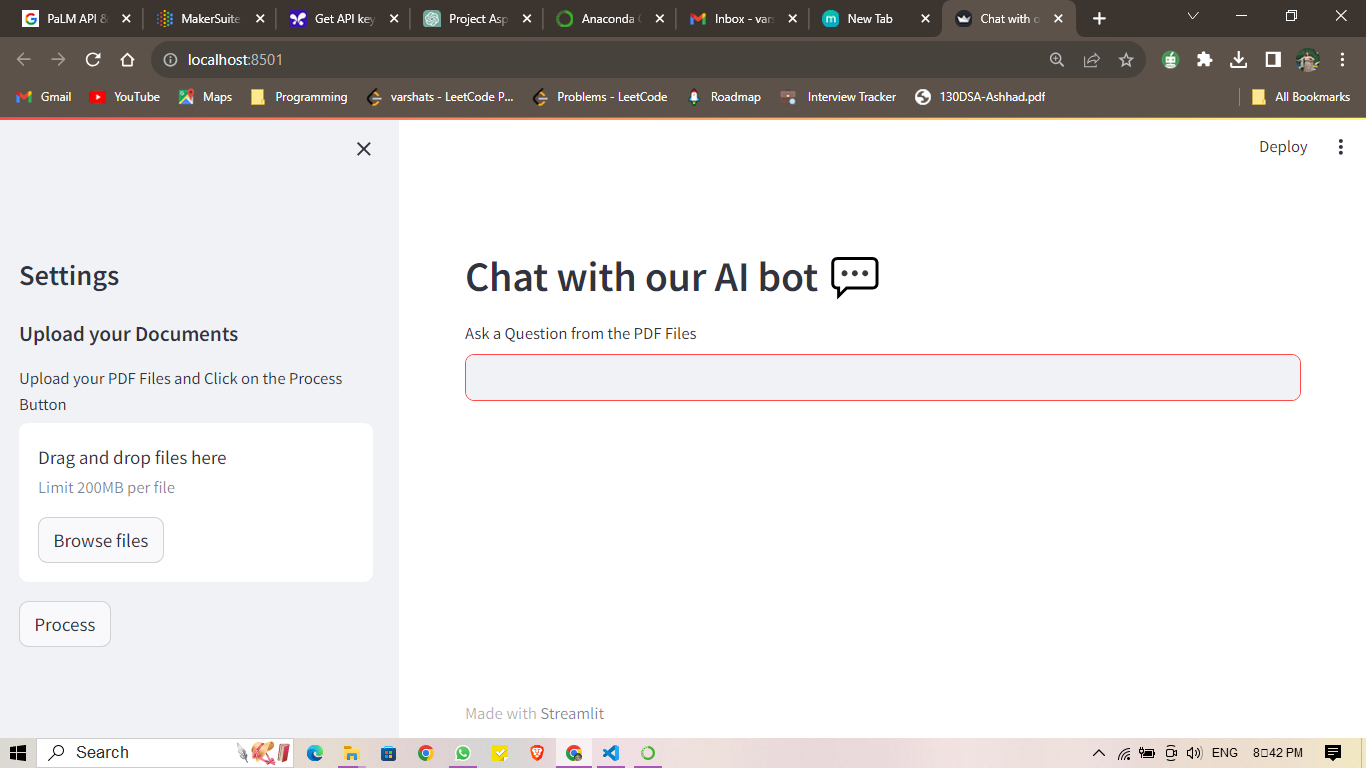 PaLM API &
MakerSuite
Get API key
Project Asp
Anaconda
Inbox - vars
New Tab
Chat with o
localhost:8501
Gmail
YouTube
Maps
Programming
varshats - LeetCode P...
Problems - LeetCode
Roadmap
Interview Tracker
130DSA-Ashhad.pdf
All Bookmarks
Deploy
Settings
Upload your Documents
Upload your PDF Files and Click on the Process
Button
Drag and drop files here
Limit 200MB per file
Browse files
Process
Chat with our AI bot
Ask a Question from the PDF Files
Made with Streamlit
Search
ENG
8:42 PM